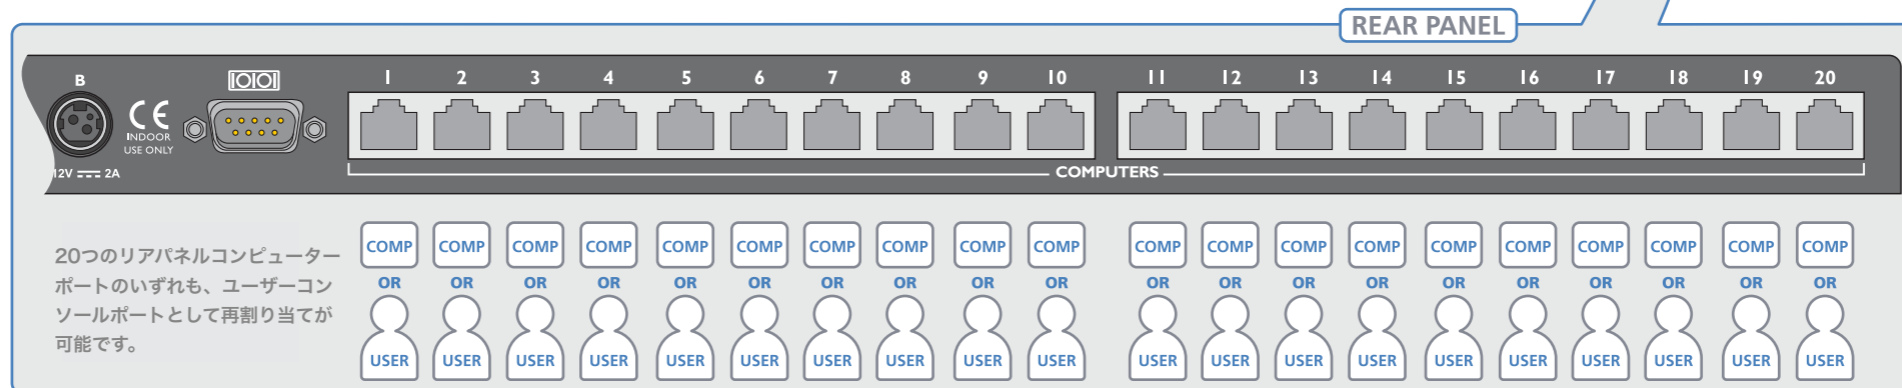 REAR PANEL
B
1 2 3 4 5 6 7 8 9 10 11 12 13 14 15 16 17 18 19 20
CE
INDOOR
USE ONLY
12V 2A
COMPUTERS
20つのリアパネルコンピューター
ポートのいずれも、ユーザーコン
ソールポートとして再割り当てが
可能です。
COMP COMP COMP COMP COMP COMP COMP COMP COMP COMP COMP COMP COMP COMP COMP COMP COMP COMP COMP COMP
OR OR OR OR OR OR OR OR OR OR OR OR OR OR OR OR OR OR OR OR
USER USER USER USER USER USER USER USER USER USER USER USER USER USER USER USER USER USER USER USER